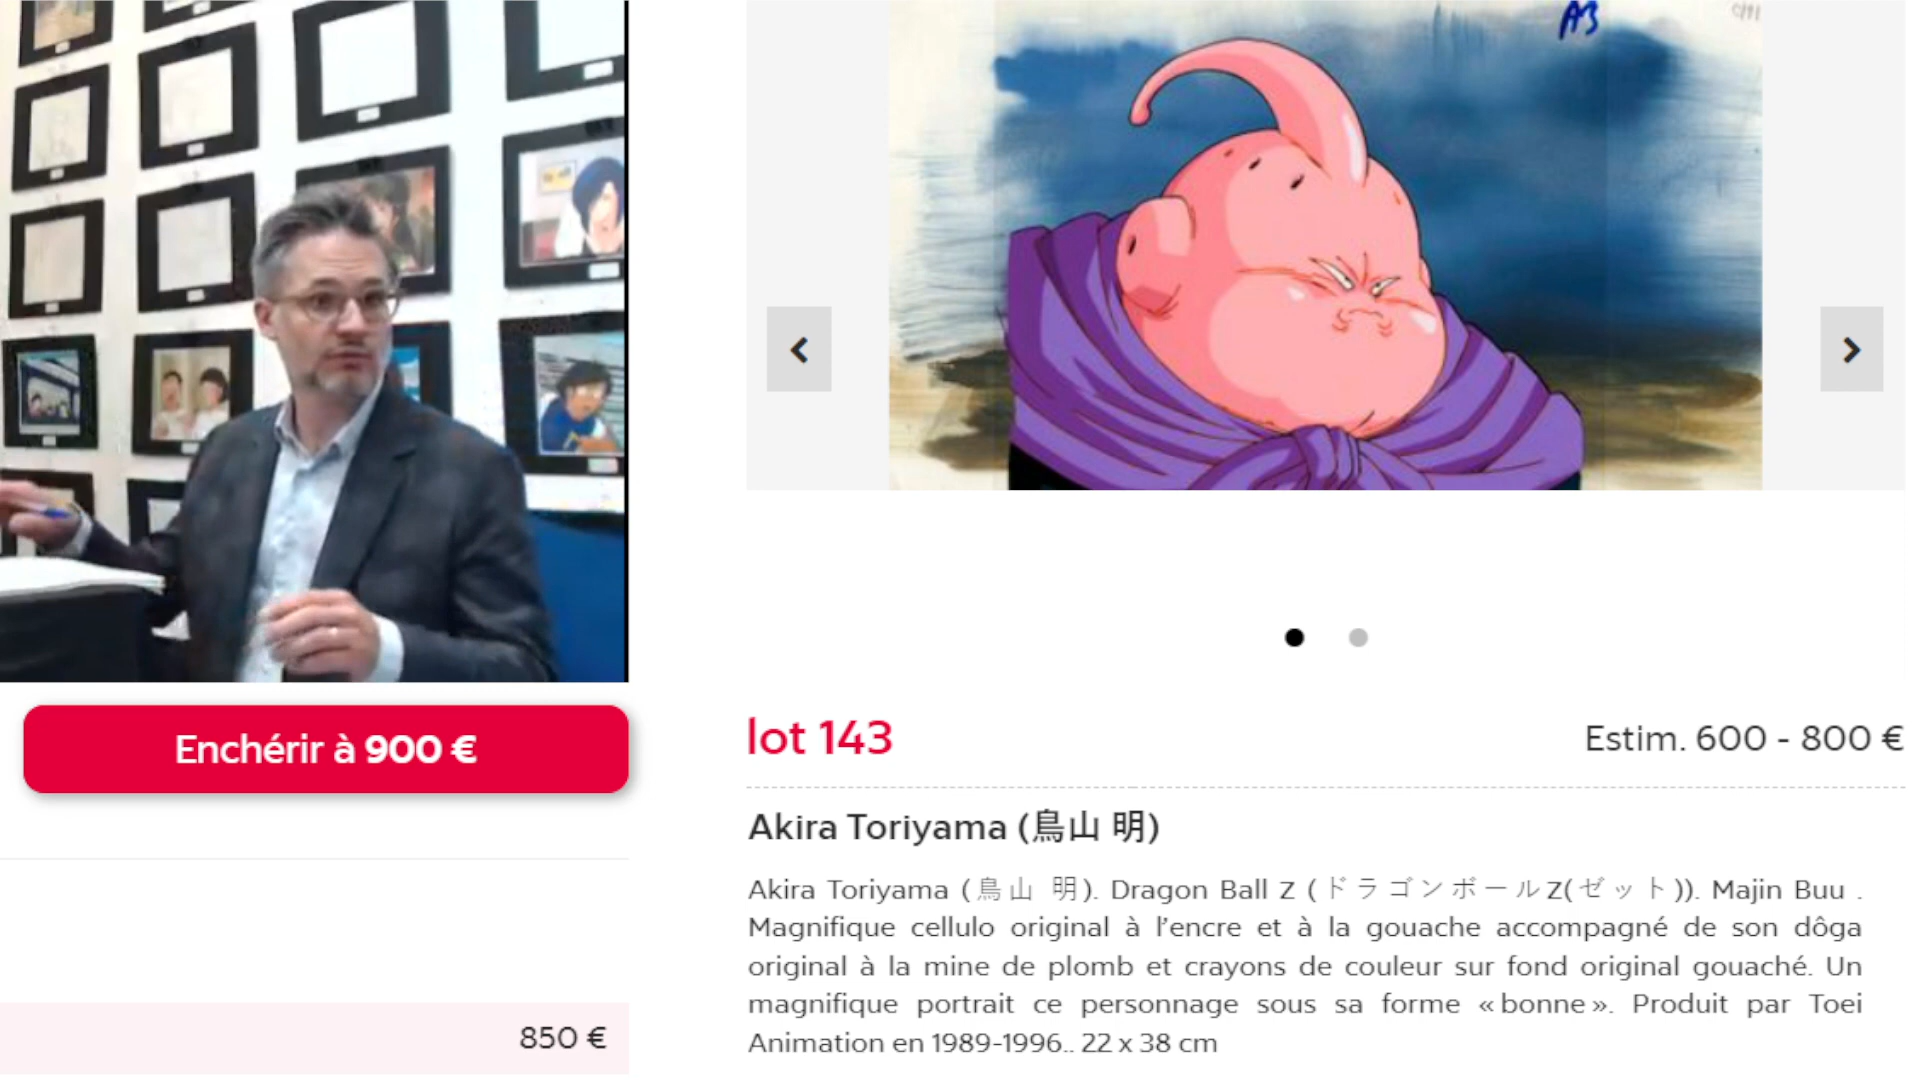 A3
Enchérir à 900 €
850 €
lot 143
Estim. 600 - 800 €
Akira Toriyama (鳥山 明)
Akira Toriyama (鳥山 明). Dragon Ball Z (ドラゴンボールZ(ゼット)). Majin Buu .
Magnifique cellulo original à l'encre et à la gouache accompagné de son dôga
original à la mine de plomb et crayons de couleur sur fond original gouaché. Un
magnifique portrait ce personnage sous sa forme « bonne ». Produit par Toei
Animation en 1989-1996.. 22 x 38 cm